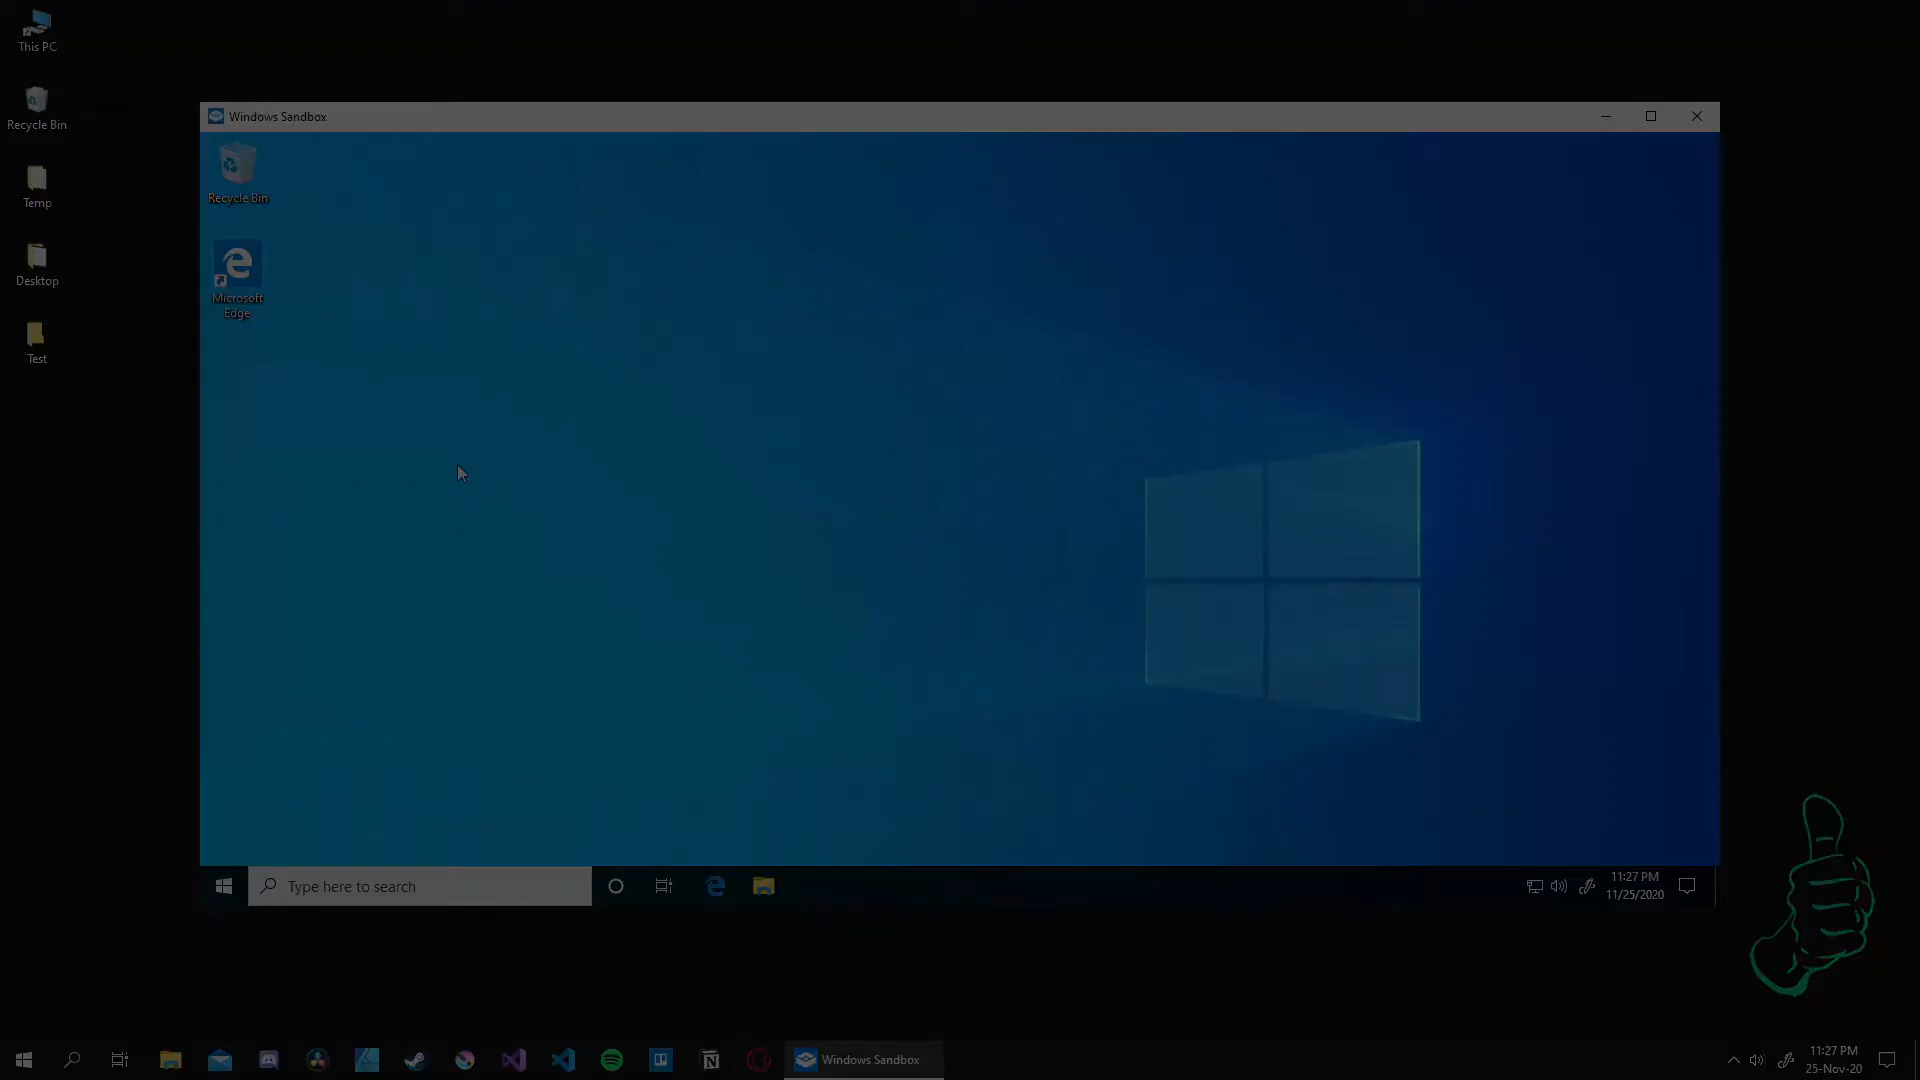 This PC
Recycle Bin
Temp
Desktop
Test
Windows Sandbox
Recycle Bin
Microsoft
Edge
Type here to search
11:27 PM
11/25/2020
Windows Sandbox
11:27 PM
25-Nov-20